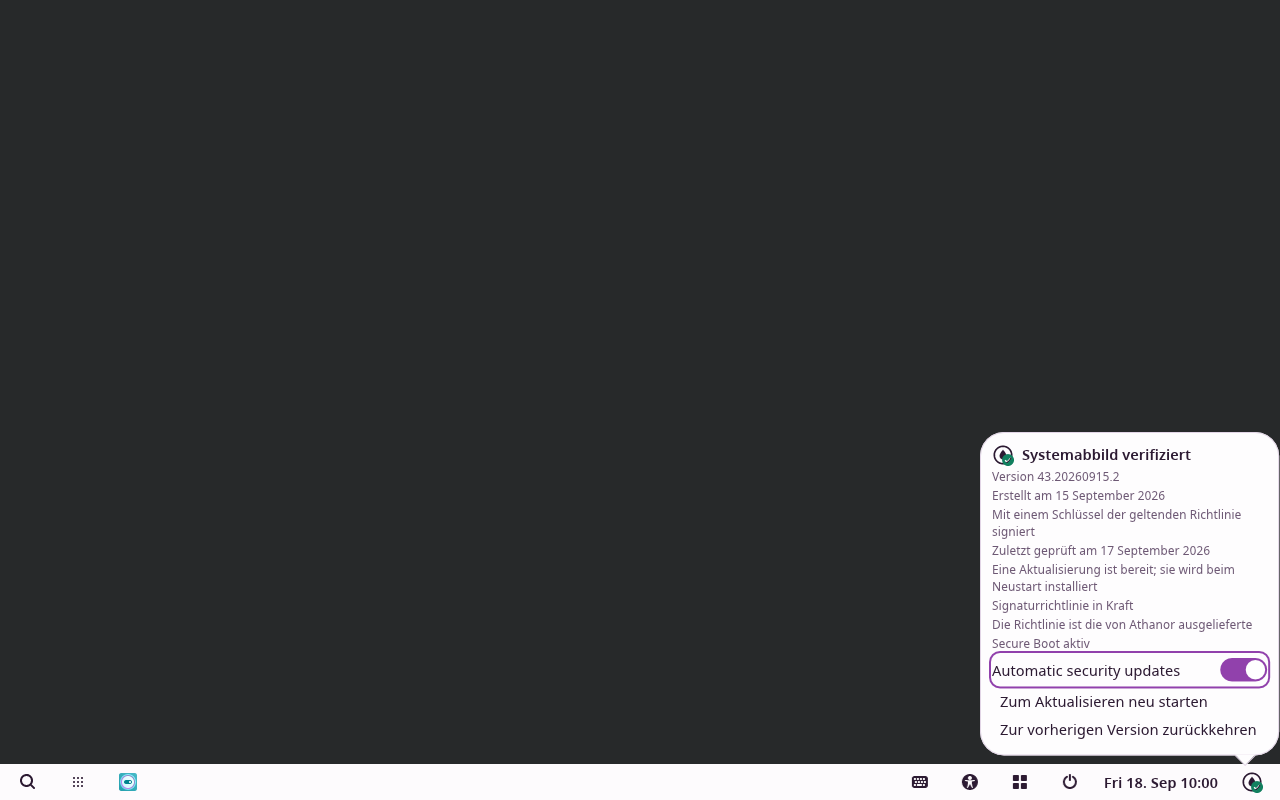 Systemabbild verifiziert
Version 43.20260915.2
Erstellt am 15 September 2026
Mit einem Schlüssel der geltenden Richtlinie
signiert
Zuletzt geprüft am 17 September 2026
Eine Aktualisierung ist bereit; sie wird beim
Neustart installiert
Signaturrichtlinie in Kraft
Die Richtlinie ist die von Athanor ausgelieferte
Secure Boot aktiv
Automatic security updates
Zum Aktualisieren neu starten
Zur vorherigen Version zurückkehren
Fri 18. Sep 10:00